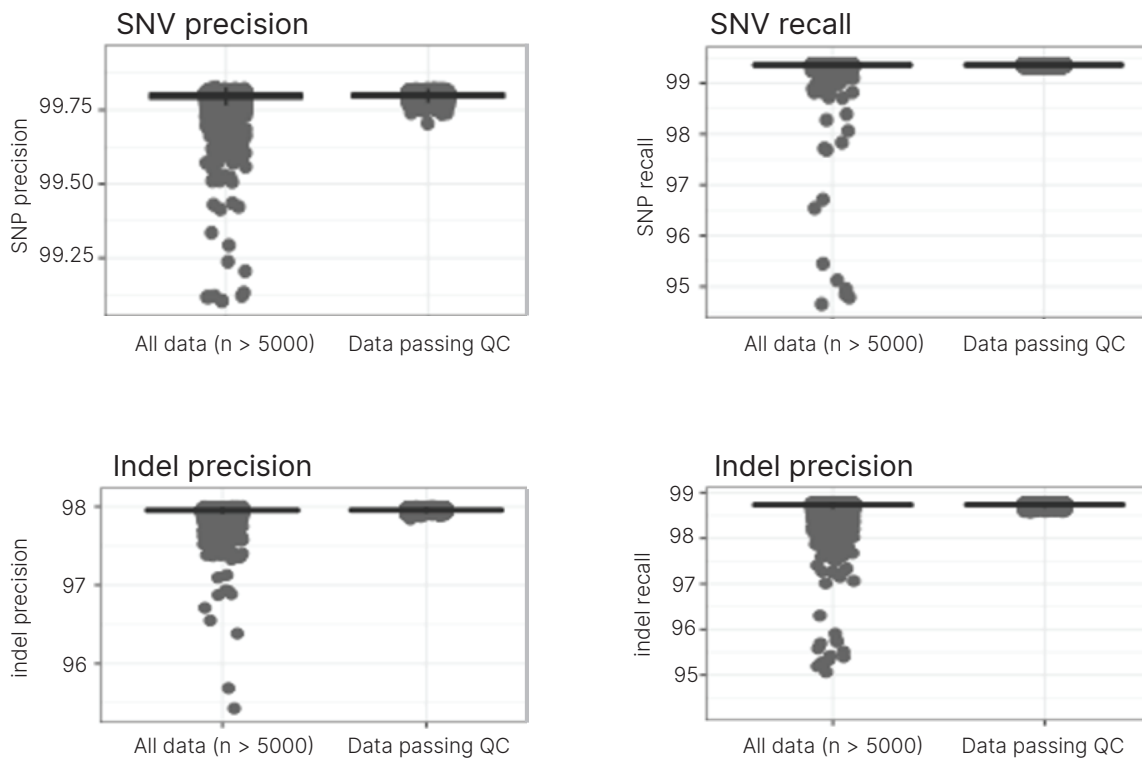 SNV precision
SNP precision
99.75
99.50
99.25
All data (n > 5000)
Data passing QC
SNV recall
SNP recall
99
98
97
96
95
All data (n > 5000)
Data passing QC
Indel precision
indel precision
98
97
96
All data (n > 5000)
Data passing QC
Indel precision
indel recall
99
98
97
96
95
All data (n > 5000)
Data passing QC